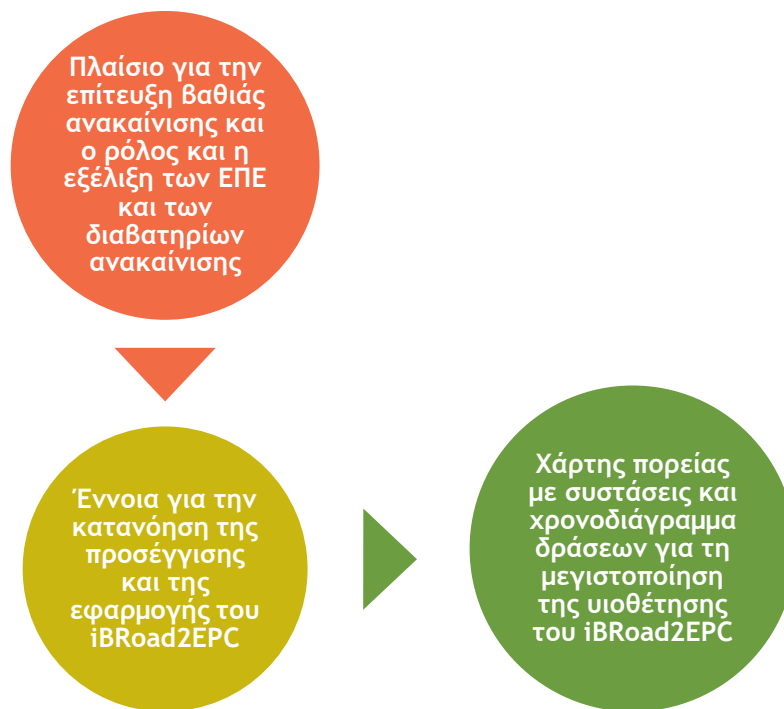 Πλαίσιο για την
επίτευξη βαθιάς
ανακαίνισης και
ο ρόλος και η
εξέλιξη των ΕΠΕ
και των
διαβατηρίων
ανακαίνισης
Έννοια για την
κατανόηση της
προσέγγισης
και της
εφαρμογής του
iBRoad2EPC
Χάρτης πορείας
με συστάσεις και
χρονοδιάγραμμα
δράσεων για τη
μεγιστοποίηση
της υιοθέτησης
του iBRoad2EPC